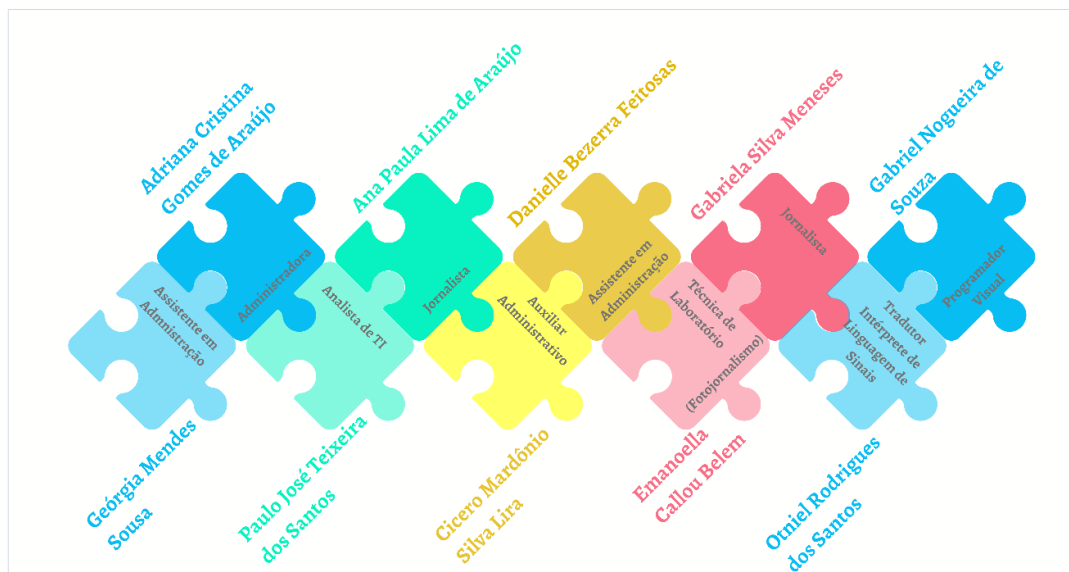 Adriana Cristina
Gomes de Araújo
Administradora
Ana Paula Lima de Araújo
Jornalista
Danielle Bezerra Feitosas
Assistente em
Administração
Gabriela Silva Meneses
Jornalista
Gabriel Nogueira de
Souza
Programador
Visual
Assistente em
Admnistração
Geórgia Mendes
Sousa
Analista de TI
Paulo José Teixeira
dos Santos
Auxiliar
Administrativo
Cicero Mardônio
Silva Lira
Técnica de
Laboratório
(Fotojornalismo)
Emanoella
Callou Belem
Tradutor
Intérprete de
Linguagem de
Sinais
Otniel Rodrigues
dos Santos